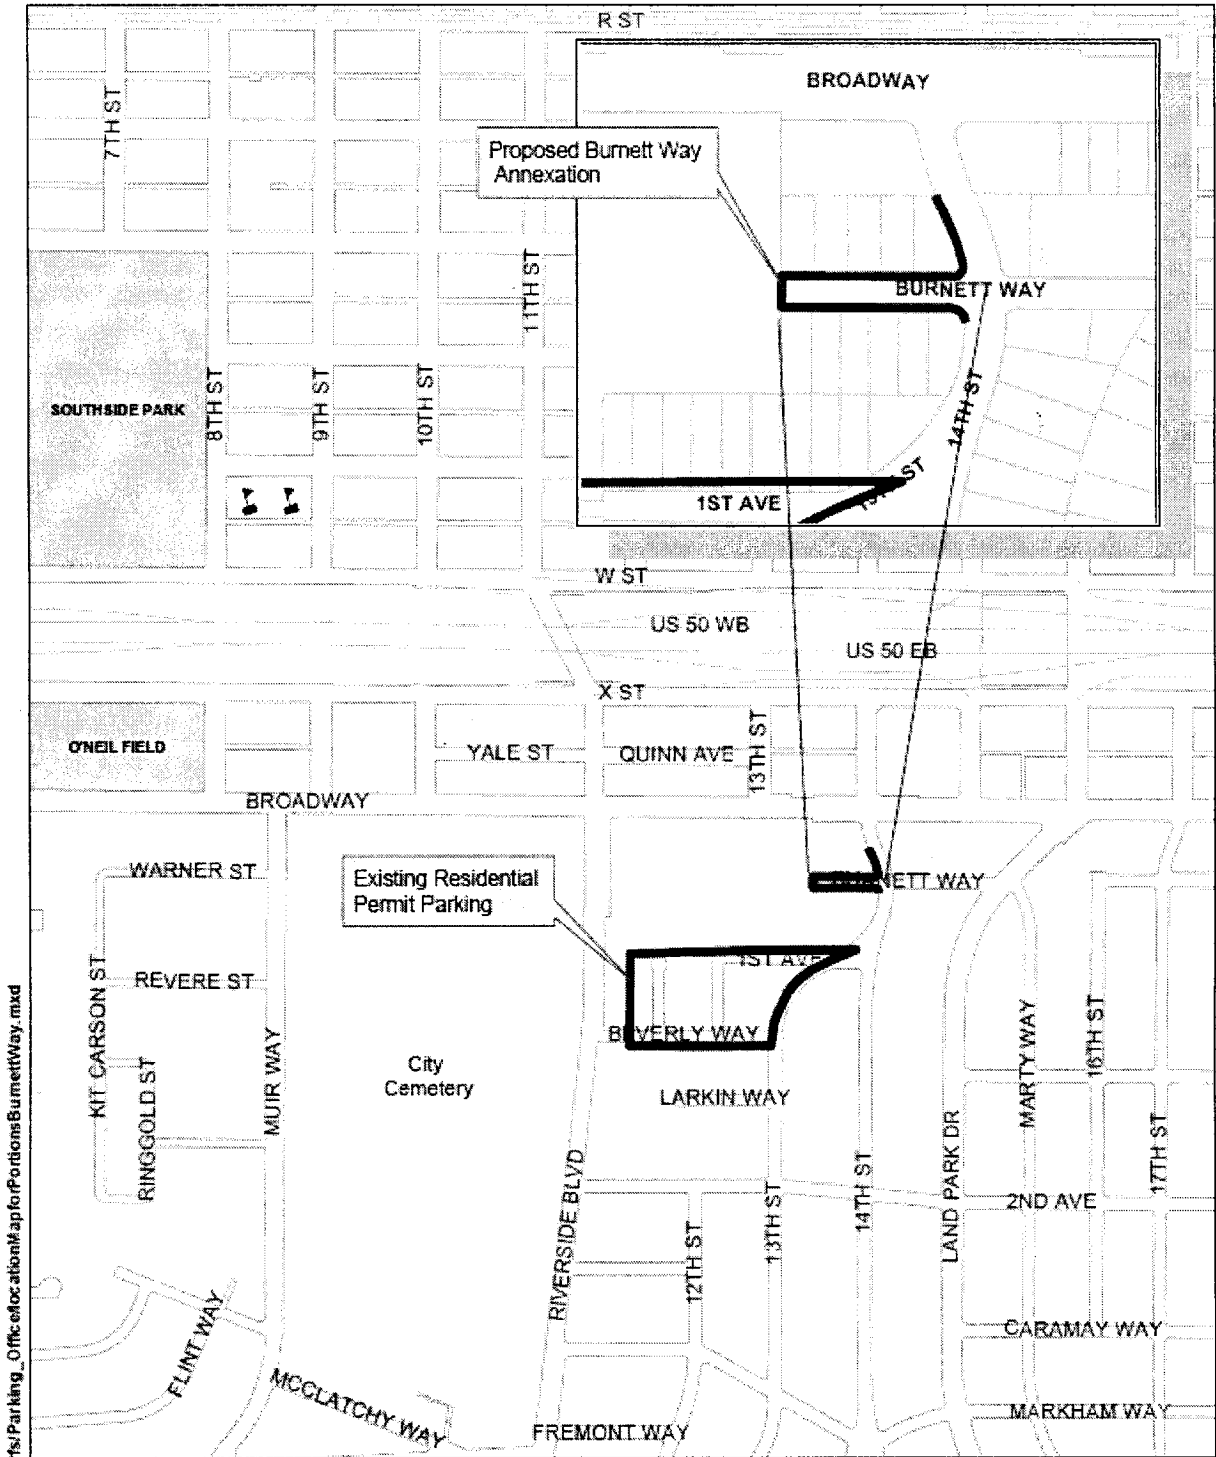 R ST
BROADWAY
7TH ST
Proposed Burnett Way
Annexation
11TH ST
BURNETT WAY
SOUTHSIDE PARK
8TH ST
9TH ST
10TH ST
14TH ST
1ST AVE
ST
W ST
US 50 WB
US 50 EB
X ST
O'NEIL FIELD
YALE ST
QUINN AVE
13TH ST
BROADWAY
WARNER ST
Existing Residential
Permit Parking
BURNETT WAY
1ST AVE
KIT CARSON ST
REVERE ST
BEVERLY WAY
RINGGOLD ST
MUIR WAY
City
Cemetery
LARKIN WAY
MARTY WAY
16TH ST
17TH ST
RIVERSIDE BLVD
12TH ST
13TH ST
14TH ST
LAND PARK DR
2ND AVE
FLINT WAY
CARAMAY WAY
MCCLATCHY WAY
FREMONT WAY
MARKHAM WAY
rfs/Parking_Office/locationMapforPortionsBurnettWay.mxd